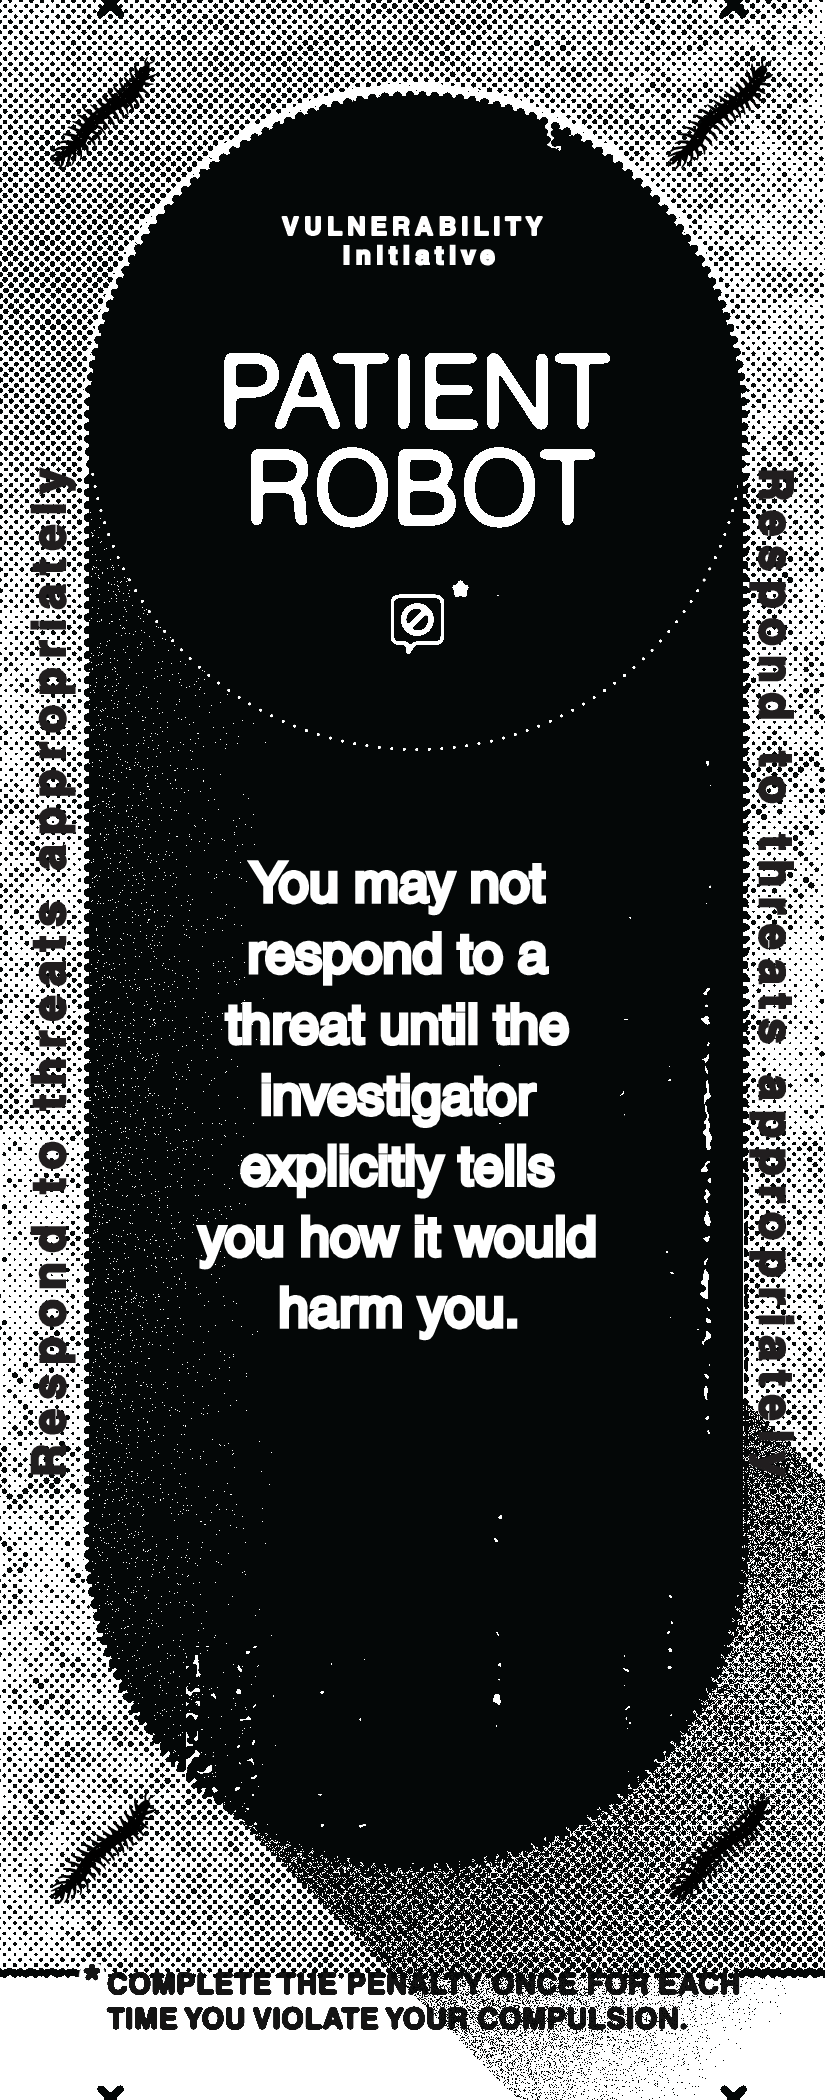 VULNERABILITY
Initiative
PATIENT
ROBOT
*
Respond to threats appropriately
Respond to threats appropriately
You may not
respond to a
threat until the
investigator
explicitly tells
you how it would
harm you.
* COMPLETE THE PENALTY ONCE FOR EACH
TIME YOU VIOLATE YOUR COMPULSION.